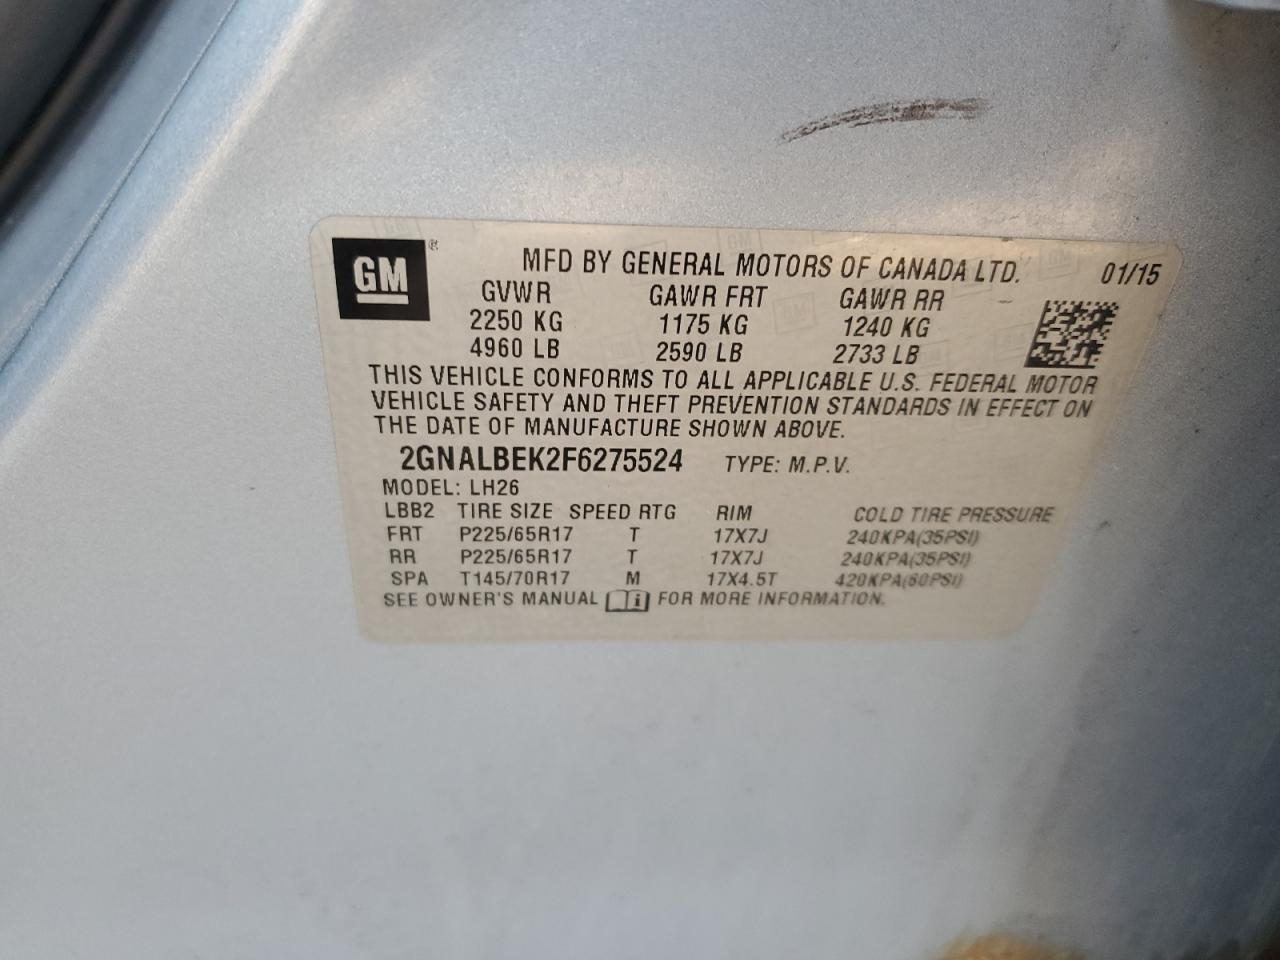 GM ®
MFD BY GENERAL MOTORS OF CANADA LTD. 01/15
GVWR GAWR FRT GAWR RR
2250 KG 1175 KG 1240 KG
4960 LB 2590 LB 2733 LB
THIS VEHICLE CONFORMS TO ALL APPLICABLE U.S. FEDERAL MOTOR
VEHICLE SAFETY AND THEFT PREVENTION STANDARDS IN EFFECT ON
THE DATE OF MANUFACTURE SHOWN ABOVE.
2GNALBEK2F6275524 TYPE: M.P.V.
MODEL: LH26
LBB2 TIRE SIZE SPEED RTG RIM COLD TIRE PRESSURE
FRT P225/65R17 T 17X7J 240KPA(35PSI)
RR P225/65R17 T 17X7J 240KPA(35PSI)
SPA T145/70R17 M 17X4.5T 420KPA(60PSI)
SEE OWNER'S MANUAL i FOR MORE INFORMATION.